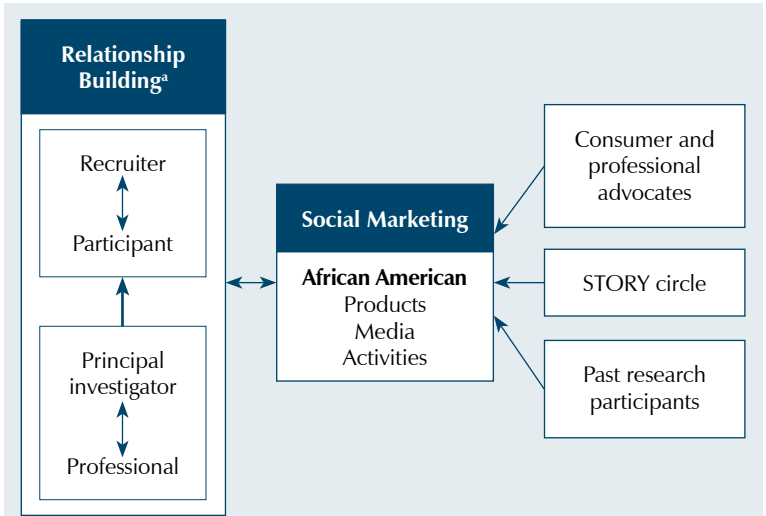 Relationship
Buildingᵃ
Recruiter
Participant
Principal
investigator
Professional
Social Marketing
African American
Products
Media
Activities
Consumer and
professional
advocates
STORY circle
Past research
participants